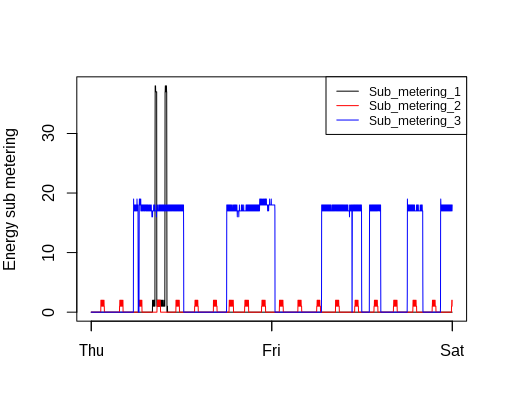 Sub_metering_1
Sub_metering_2
Sub_metering_3
Energy sub metering
30
20
10
0
Thu Fri Sat